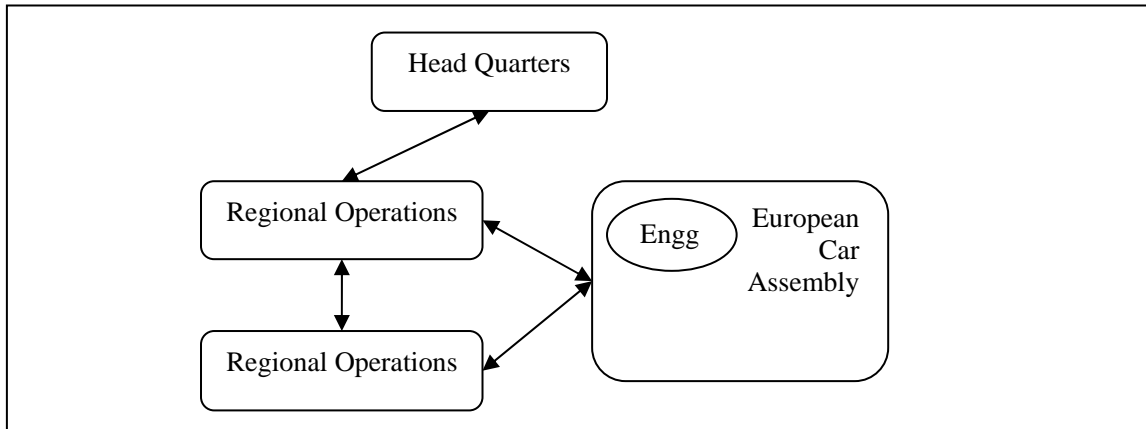 Head Quarters
Regional Operations
Engg
European
Car
Assembly
Regional Operations